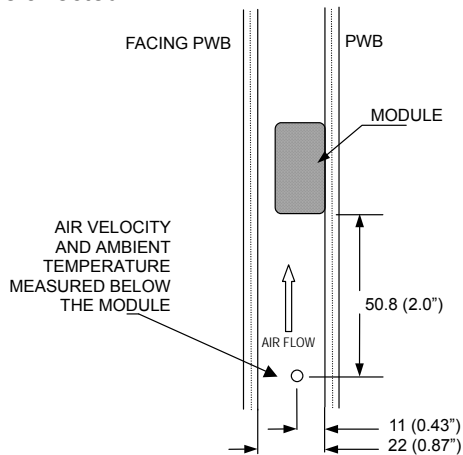 FACING PWB
PWB
MODULE
AIR VELOCITY
AND AMBIENT
TEMPERATURE
MEASURED BELOW
THE MODULE
50.8 (2.0”)
AIR FLOW
11 (0.43”)
22 (0.87”)